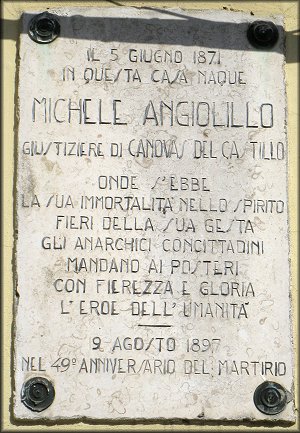 IL 5 GIUGNO 1871
IN QUESTA CASA NAQUE
MICHELE ANGIOLILLO
GIUSTIZIERE DI CANOVAS DEL CASTILLO
ONDE S'EBBE
LA SUA IMMORTALITÀ NELLO SPIRITO
FIERI DELLA SUA GESTA
GLI ANARCHICI CONCITTADINI
MANDANO AI POSTERI
CON FIEREZZA E GLORIA
L'EROE DELL'UMANITÀ
9 AGOSTO 1897
NEL 49° ANNIVERSARIO DEL MARTIRIO